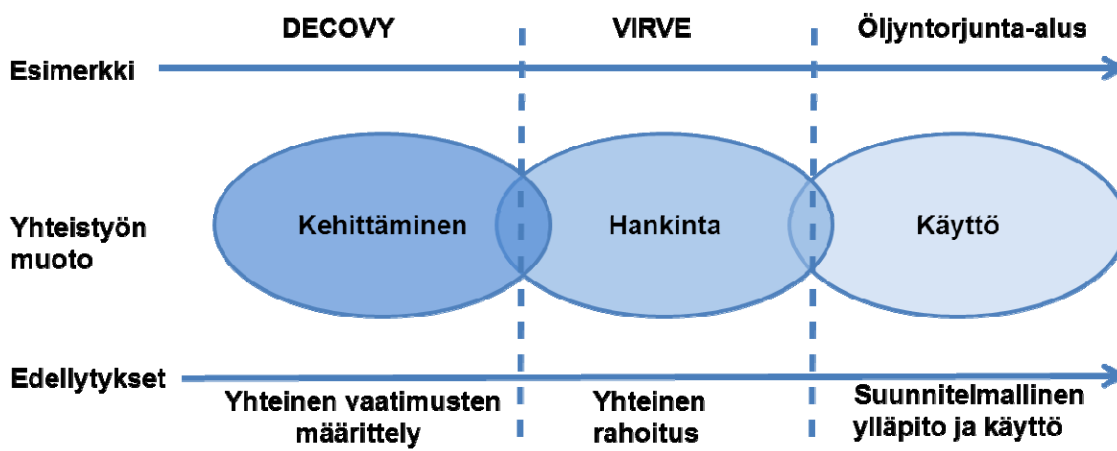 DECOVY VIRVE Öljyntorjunta-alus
Esimerkki
Kehittäminen Hankinta Käyttö
Yhteistyön
muoto
Edellytykset
Yhteinen vaatimusten
määrittely
Yhteinen
rahoitus
Suunnitelmallinen
ylläpito ja käyttö